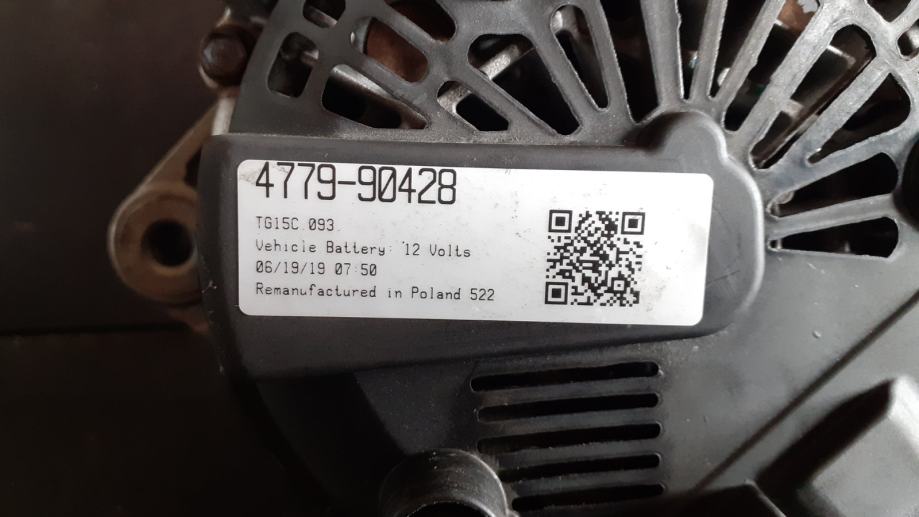 4779-90428
TG15C.093.
Vehicle Battery: 12 Volts
06/19/19 07:50
Remanufactured in Poland 522